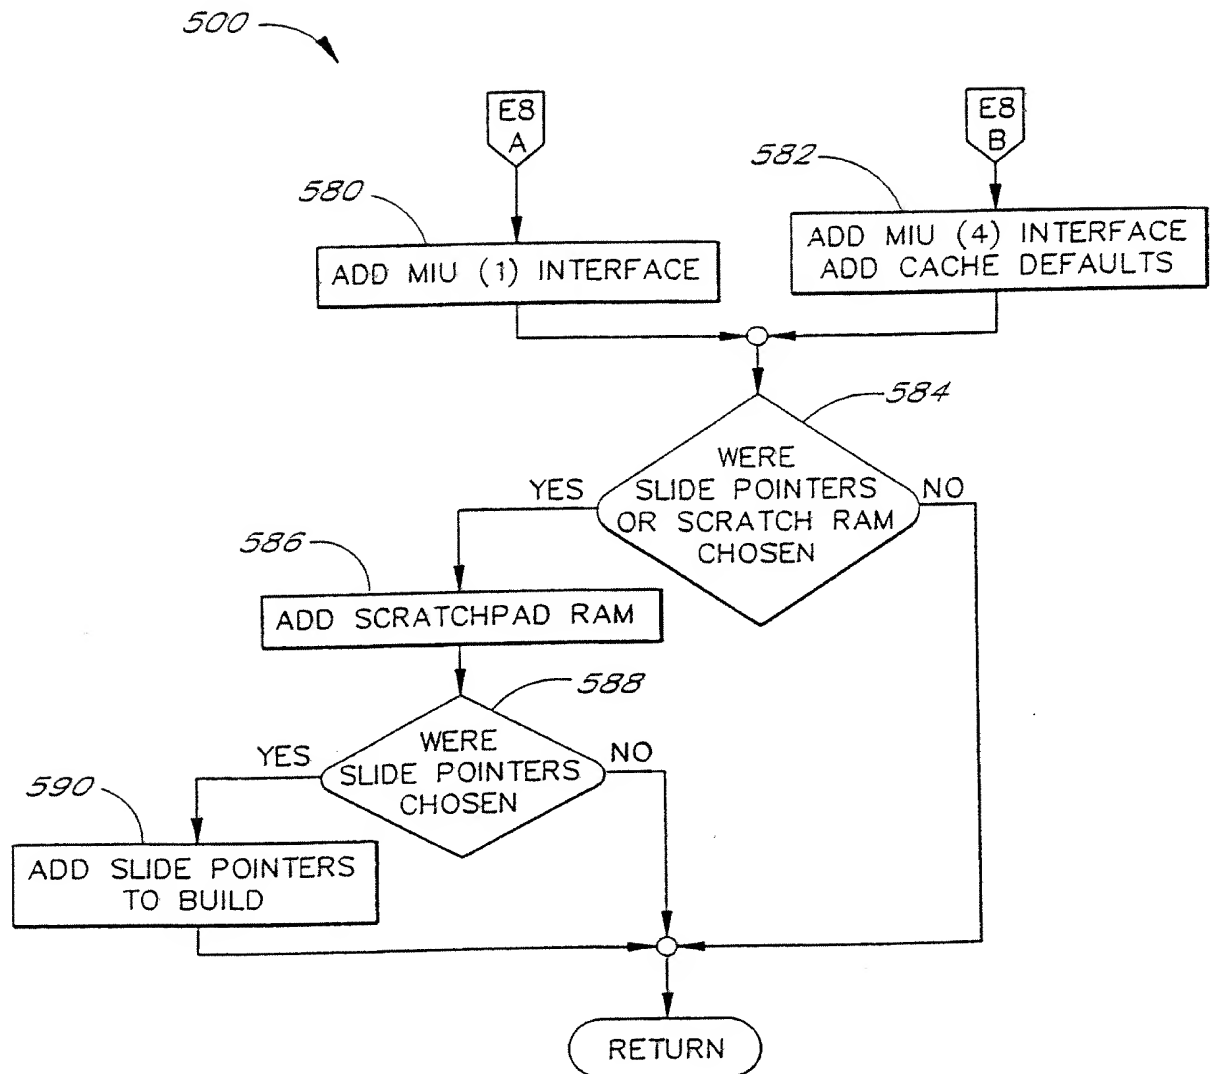 500
E8
A
E8
B
580
582
ADD MIU (1) INTERFACE
ADD MIU (4) INTERFACE
ADD CACHE DEFAULTS
584
WERE
SLIDE POINTERS
OR SCRATCH RAM
CHOSEN
YES
NO
586
ADD SCRATCHPAD RAM
588
WERE
SLIDE POINTERS
CHOSEN
YES
NO
590
ADD SLIDE POINTERS
TO BUILD
RETURN